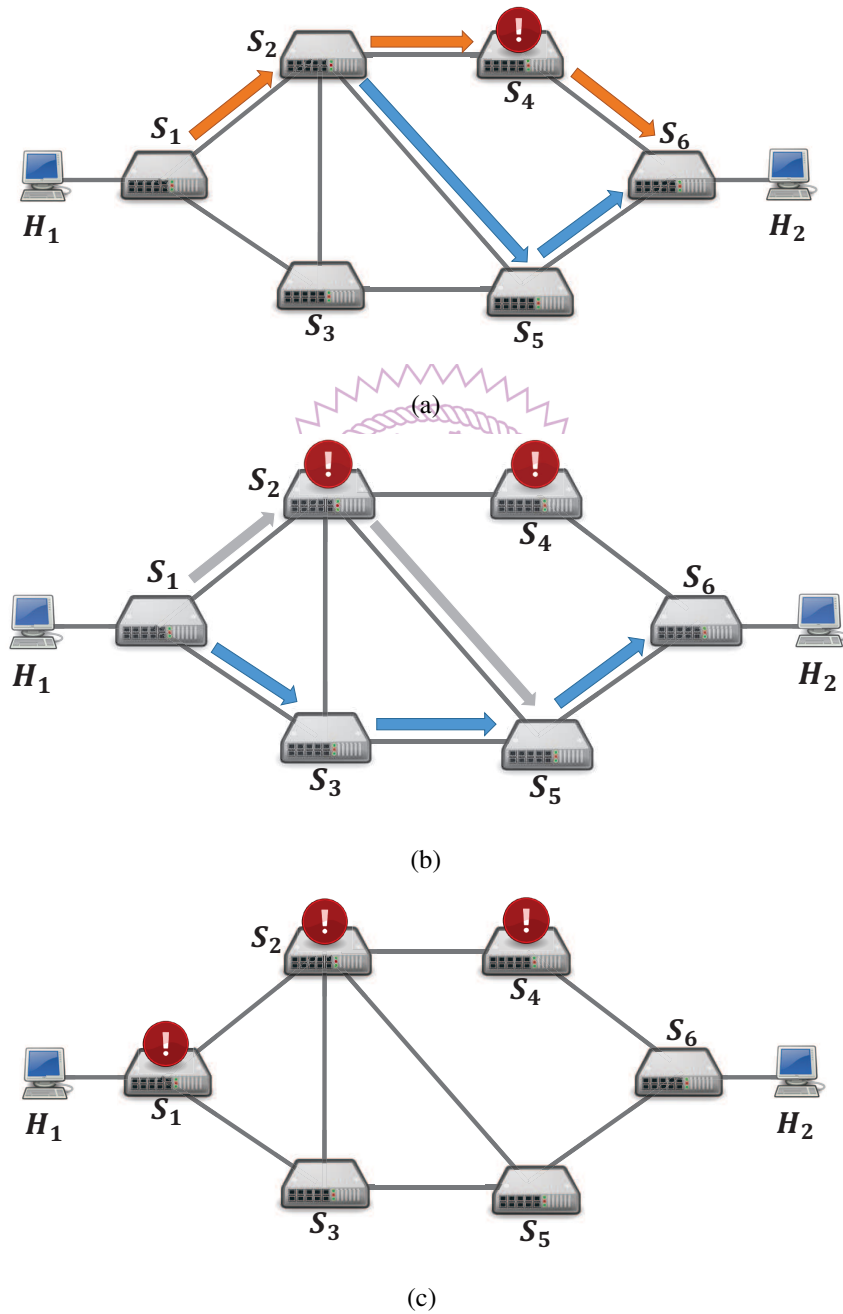 S₂
S₄
S₁
S₆
H₁
H₂
S₃
S₅
(a)
S₂
S₄
S₁
S₆
H₁
H₂
S₃
S₅
(b)
S₂
S₄
S₆
H₁
S₁
H₂
S₃
S₅
(c)